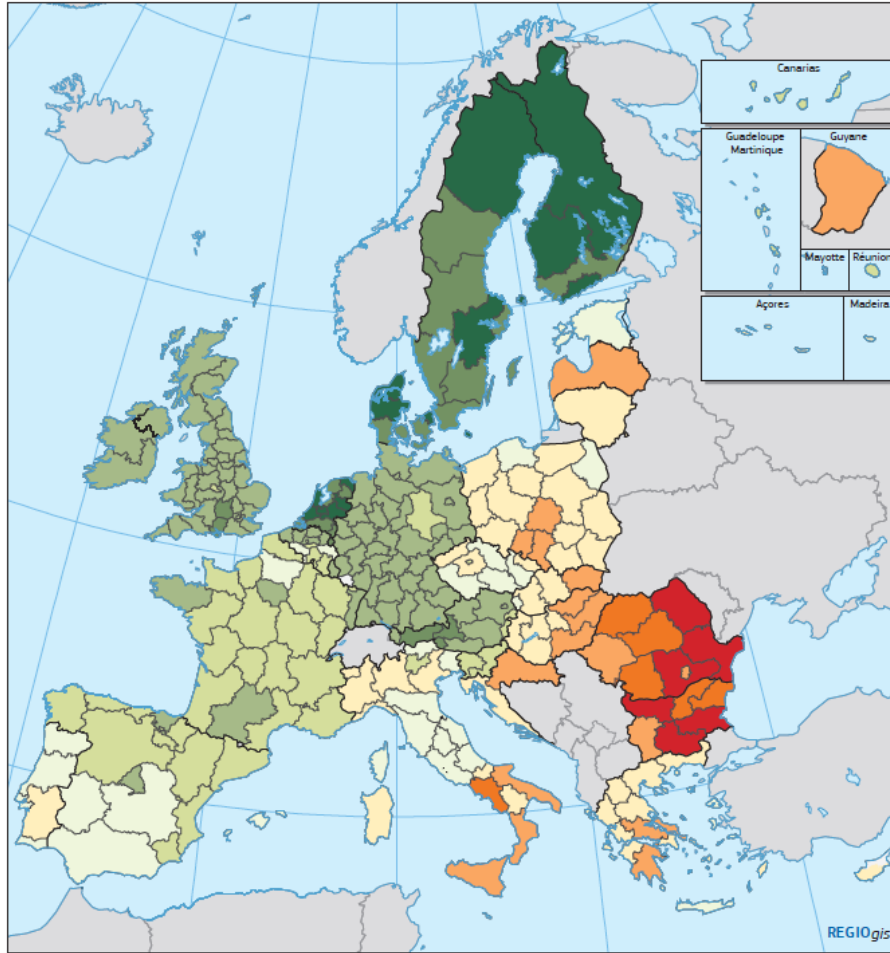 Canarias
Guadeloupe
Martinique
Guyane
Mayotte
Réunion
Açores
Madeira
REGIOgis